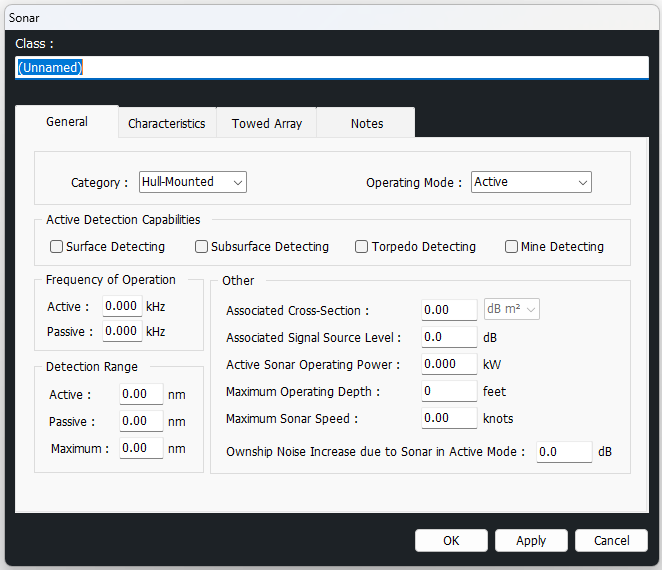 Sonar
Class :
(Unnamed)
General Characteristics Towed Array Notes
Category : Hull-Mounted Operating Mode : Active
Active Detection Capabilities
Surface Detecting Subsurface Detecting Torpedo Detecting Mine Detecting
Frequency of Operation
Active : 0.000 kHz
Passive : 0.000 kHz
Detection Range
Active : 0.00 nm
Passive : 0.00 nm
Maximum : 0.00 nm
Other
Associated Cross-Section : 0.00 dB m²
Associated Signal Source Level : 0.0 dB
Active Sonar Operating Power : 0.000 kW
Maximum Operating Depth : 0 feet
Maximum Sonar Speed : 0.00 knots
Ownship Noise Increase due to Sonar in Active Mode : 0.0 dB
OK Apply Cancel